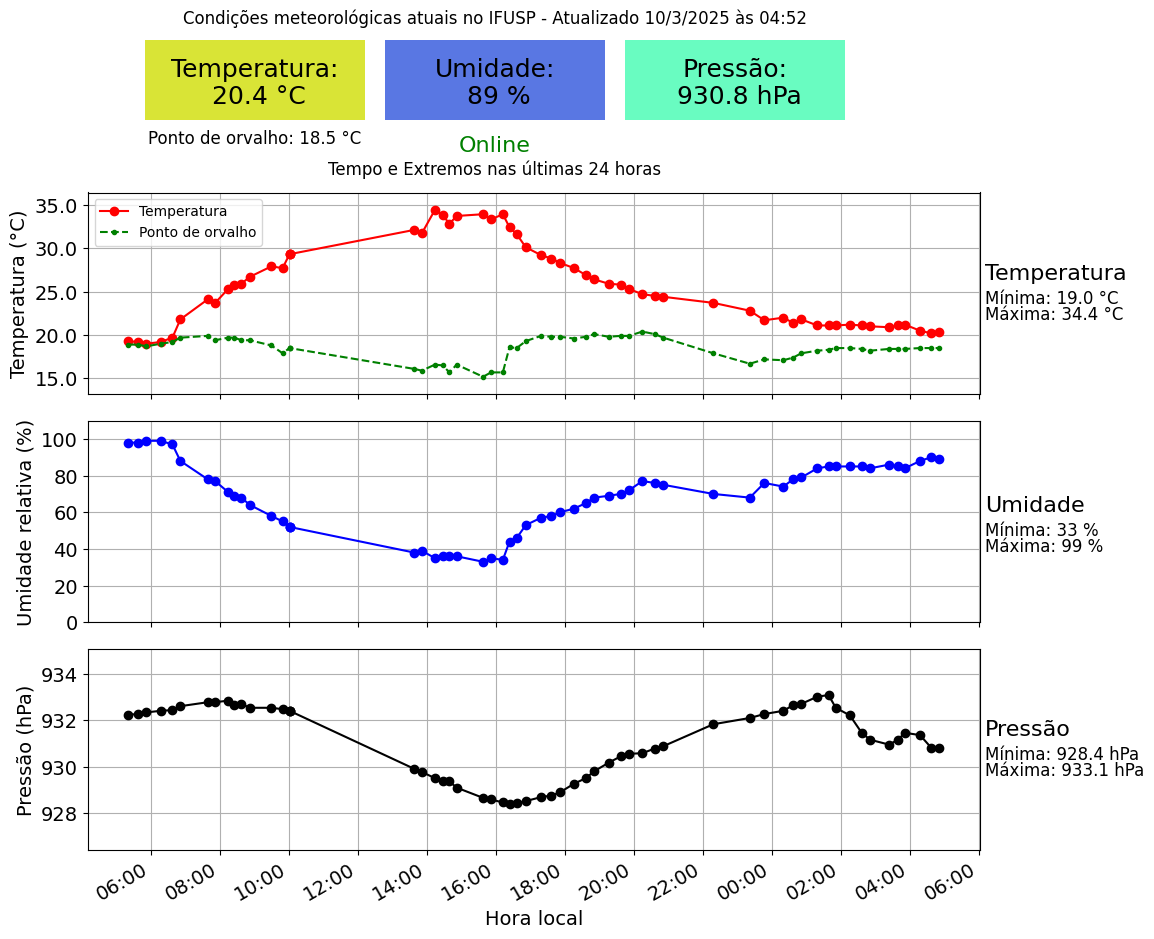 Condições meteorológicas atuais no IFUSP - Atualizado 10/3/2025 às 04:52
Temperatura:
20.4 °C
Umidade:
89 %
Pressão:
930.8 hPa
Ponto de orvalho: 18.5 °C
Online
Tempo e Extremos nas últimas 24 horas
Temperatura (°C)
35.0
30.0
25.0
20.0
15.0
Temperatura
Ponto de orvalho
Temperatura
Mínima: 19.0 °C
Máxima: 34.4 °C
Umidade relativa (%)
100
80
60
40
20
0
Umidade
Mínima: 33 %
Máxima: 99 %
Pressão (hPa)
934
932
930
928
Pressão
Mínima: 928.4 hPa
Máxima: 933.1 hPa
06:00 08:00 10:00 12:00 14:00 16:00 18:00 20:00 22:00 00:00 02:00 04:00 06:00
Hora local